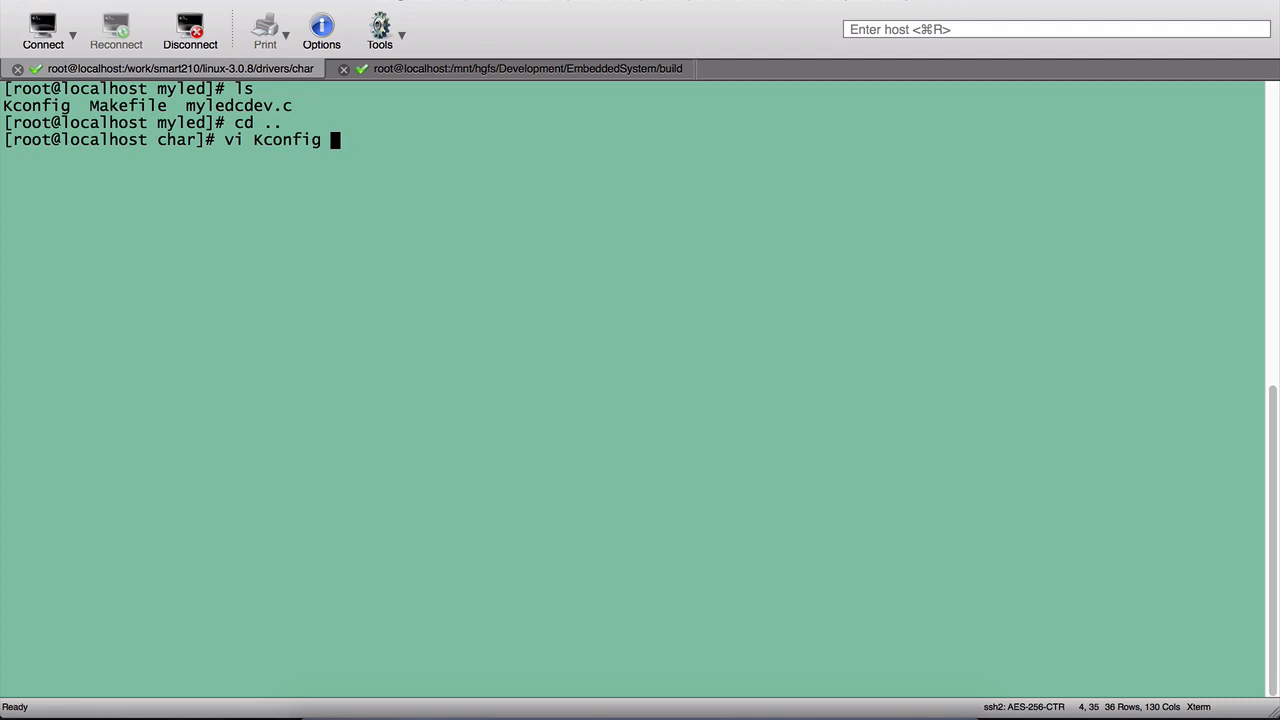 Connect
Reconnect
Disconnect
Print
Options
Tools
Enter host <⌘R>
root@localhost:/work/smart210/linux-3.0.8/drivers/char
root@localhost:/mnt/hgfs/Development/EmbeddedSystem/build
[root@localhost myled]# ls
Kconfig  Makefile  myledcdev.c
[root@localhost myled]# cd ..
[root@localhost char]# vi Kconfig
Ready
ssh2: AES-256-CTR
4, 35
36 Rows, 130 Cols
Xterm